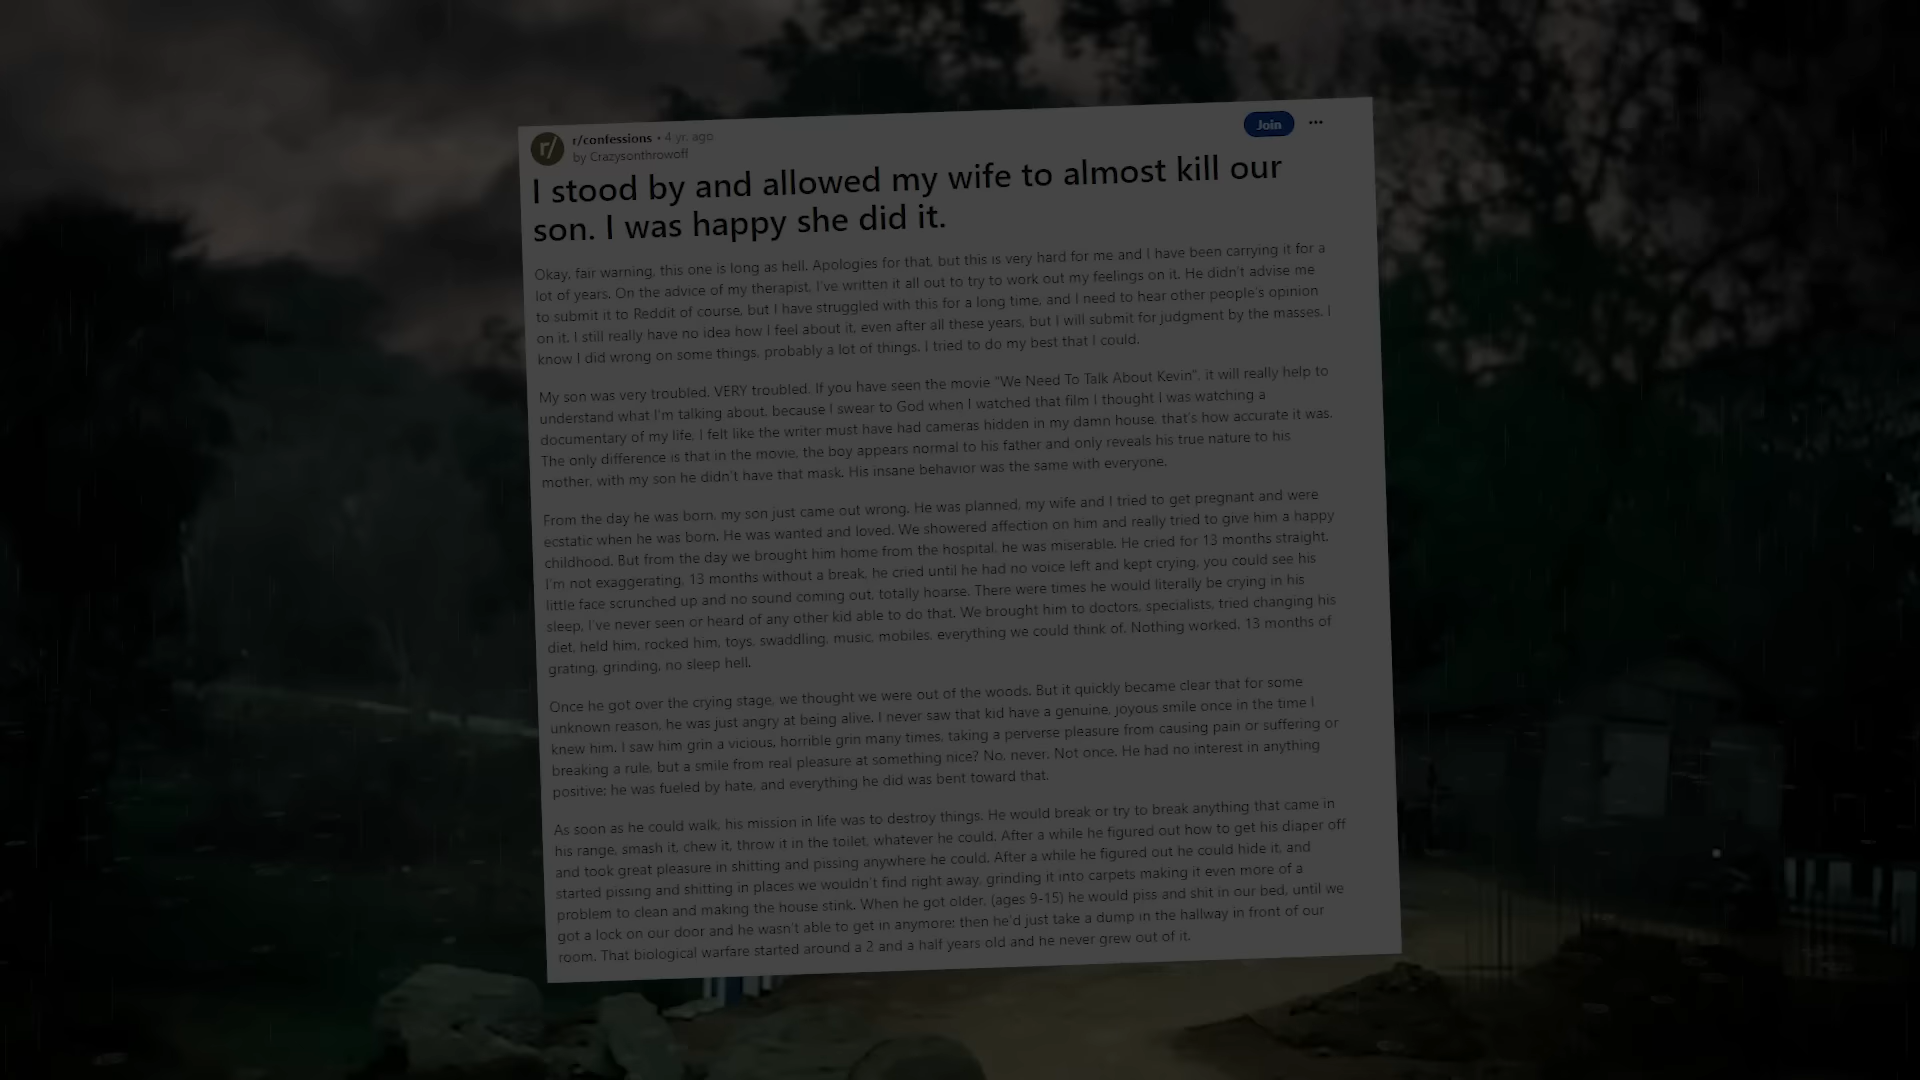 r/
r/confessions • 4 yr. ago
by Crazysonthrowoff
Join
I stood by and allowed my wife to almost kill our
son. I was happy she did it.
Okay, fair warning, this one is long as hell. Apologies for that, but this is very hard for me and I have been carrying it for a
lot of years. On the advice of my therapist, I've written it all out to try to work out my feelings on it. He didn't advise me
to submit it to Reddit of course, but I have struggled with this for a long time, and I need to hear other people's opinion
on it. I still really have no idea how I feel about it, even after all these years, but I will submit for judgment by the masses. I
know I did wrong on some things, probably a lot of things. I tried to do my best that I could.
My son was very troubled. VERY troubled. If you have seen the movie "We Need To Talk About Kevin", it will really help to
understand what I'm talking about, because I swear to God when I watched that film I thought I was watching a
documentary of my life. I felt like the writer must have had cameras hidden in my damn house, that's how accurate it was.
The only difference is that in the movie, the boy appears normal to his father and only reveals his true nature to his
mother, with my son he didn't have that mask. His insane behavior was the same with everyone.
From the day he was born, my son just came out wrong. He was planned, my wife and I tried to get pregnant and were
ecstatic when he was born. He was wanted and loved. We showered affection on him and really tried to give him a happy
childhood. But from the day we brought him home from the hospital, he was miserable. He cried for 13 months straight.
I'm not exaggerating. 13 months without a break, he cried until he had no voice left and kept crying, you could see his
little face scrunched up and no sound coming out, totally hoarse. There were times he would literally be crying in his
sleep, I've never seen or heard of any other kid able to do that. We brought him to doctors, specialists, tried changing his
diet, held him, rocked him, toys, swaddling, music, mobiles, everything we could think of. Nothing worked. 13 months of
grating, grinding, no sleep hell.
Once he got over the crying stage, we thought we were out of the woods. But it quickly became clear that for some
unknown reason, he was just angry at being alive. I never saw that kid have a genuine, joyous smile once in the time I
knew him. I saw him grin a vicious, horrible grin many times, taking a perverse pleasure from causing pain or suffering or
breaking a rule, but a smile from real pleasure at something nice? No, never. Not once. He had no interest in anything
positive; he was fueled by hate, and everything he did was bent toward that.
As soon as he could walk, his mission in life was to destroy things. He would break or try to break anything that came in
his range, smash it, chew it, throw it in the toilet, whatever he could. After a while he figured out how to get his diaper off
and took great pleasure in shitting and pissing anywhere he could. After a while he figured out he could hide it, and
started pissing and shitting in places we wouldn't find right away, grinding it into carpets making it even more of a
problem to clean and making the house stink. When he got older, (ages 9-15) he would piss and shit in our bed, until we
got a lock on our door and he wasn't able to get in anymore; then he'd just take a dump in the hallway in front of our
room. That biological warfare started around a 2 and a half years old and he never grew out of it.